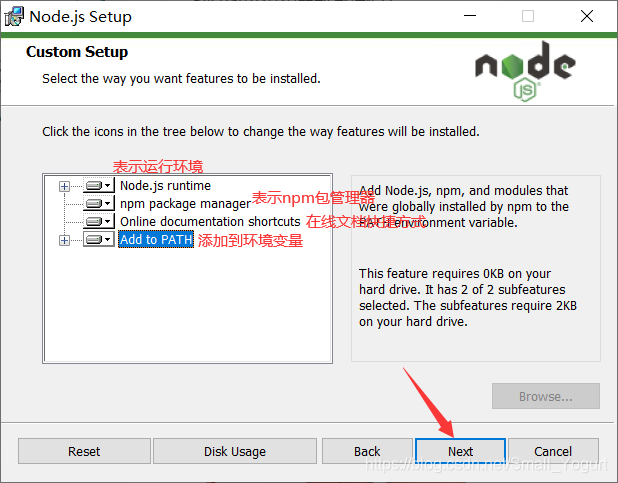 Node.js Setup
Custom Setup
Select the way you want features to be installed.
node
JS
Click the icons in the tree below to change the way features will be installed.
表示运行环境
Node.js runtime
npm package manager 表示npm包管理器
Online documentation shortcuts 在线文档快捷方式
Add to PATH 添加到环境变量
Add Node.js, npm, and modules that
were globally installed by npm to the
PATH environment variable.
This feature requires 0KB on your
hard drive. It has 2 of 2 subfeatures
selected. The subfeatures require 2KB
on your hard drive.
Browse...
Reset
Disk Usage
Back
Next
Cancel
https://blog.csdn.net/Small_Yogurt